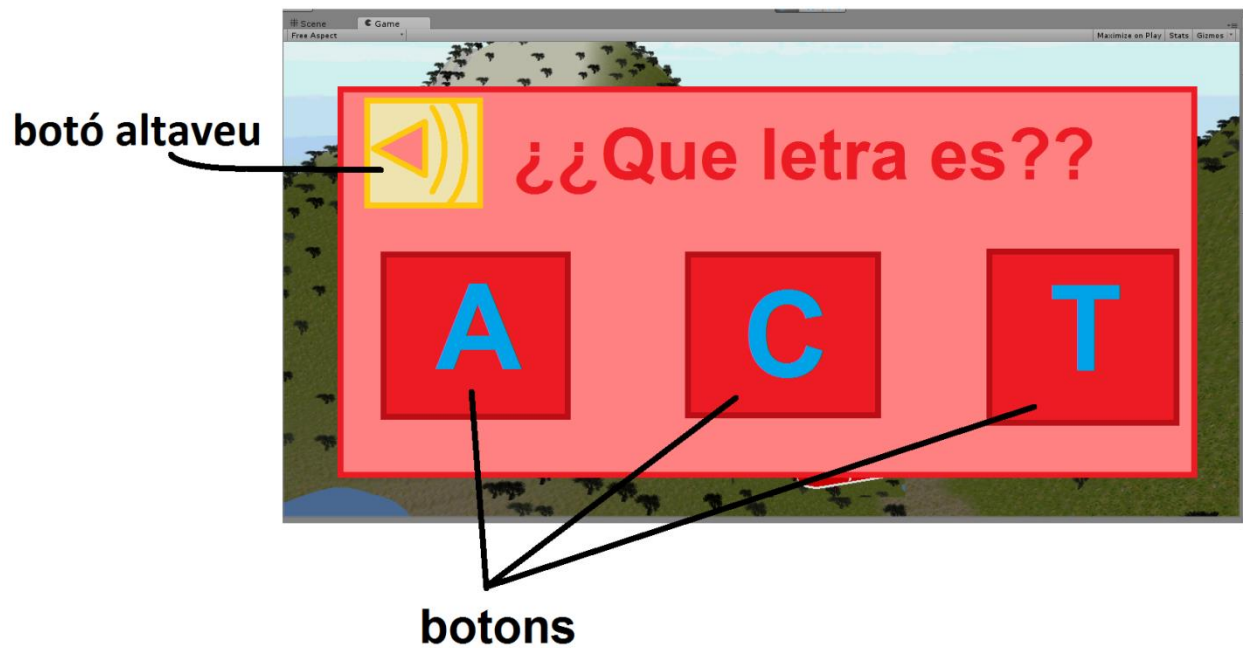 Scene Game
Free Aspect Maximize on Play Stats Gizmos
botó altaveu
¿¿Que letra es??
A C T
botons